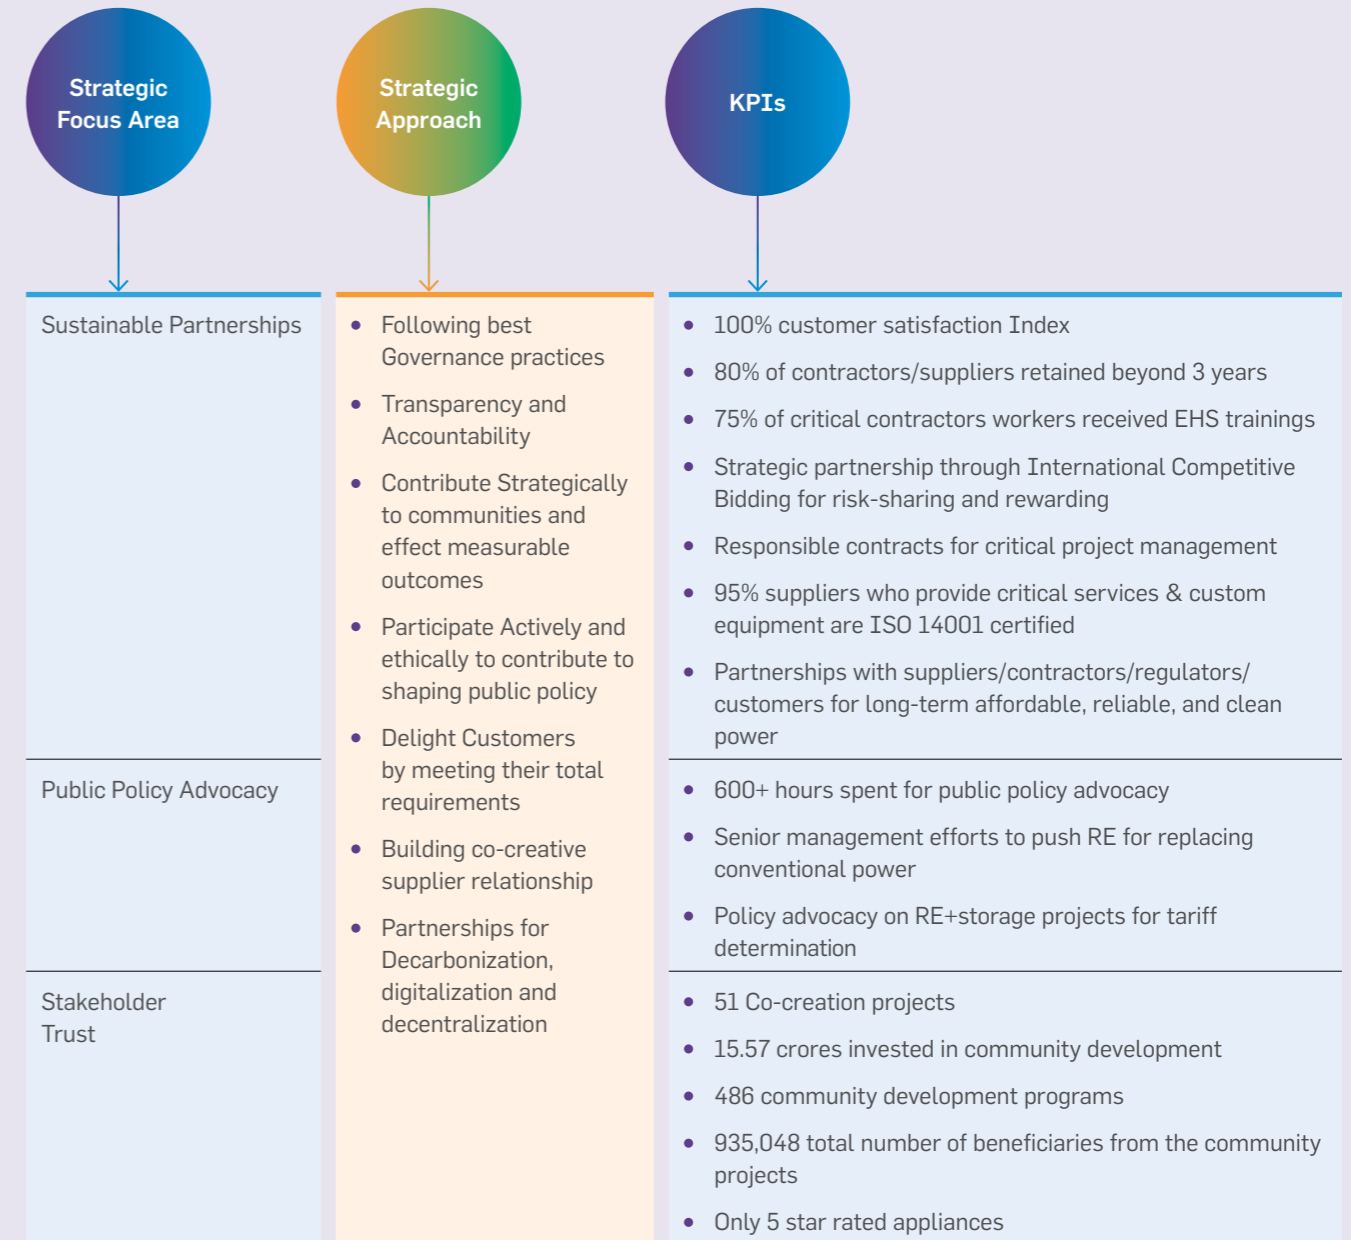 Strategic
Focus Area
Strategic
Approach
KPIs
Sustainable Partnerships
• Following best
Governance practices
• Transparency and
Accountability
• Contribute Strategically
to communities and
effect measurable
outcomes
• Participate Actively and
ethically to contribute to
shaping public policy
• Delight Customers
by meeting their total
requirements
• Building co-creative
supplier relationship
• Partnerships for
Decarbonization,
digitalization and
decentralization
• 100% customer satisfaction Index
• 80% of contractors/suppliers retained beyond 3 years
• 75% of critical contractors workers received EHS trainings
• Strategic partnership through International Competitive
Bidding for risk-sharing and rewarding
• Responsible contracts for critical project management
• 95% suppliers who provide critical services & custom
equipment are ISO 14001 certified
• Partnerships with suppliers/contractors/regulators/
customers for long-term affordable, reliable, and clean
power
Public Policy Advocacy
• 600+ hours spent for public policy advocacy
• Senior management efforts to push RE for replacing
conventional power
• Policy advocacy on RE+storage projects for tariff
determination
Stakeholder
Trust
• 51 Co-creation projects
• 15.57 crores invested in community development
• 486 community development programs
• 935,048 total number of beneficiaries from the community
projects
• Only 5 star rated appliances